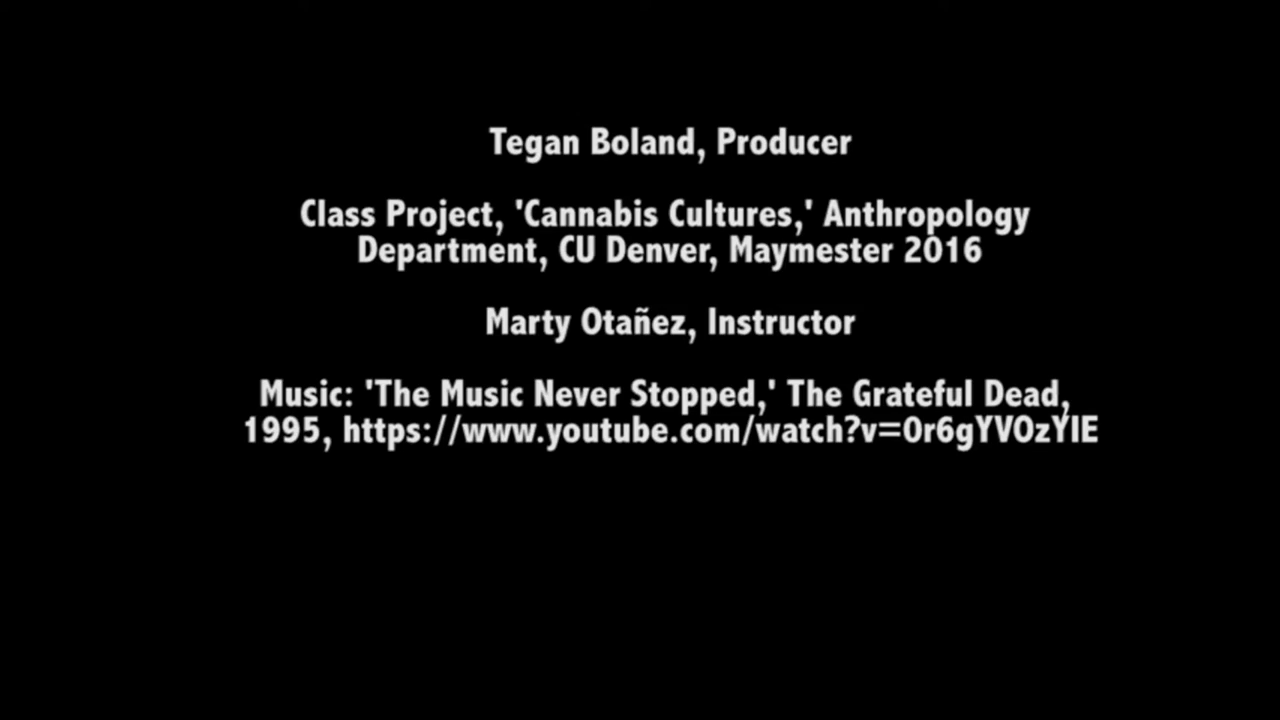 Tegan Boland, Producer
Class Project, 'Cannabis Cultures,' Anthropology
Department, CU Denver, Maymester 2016
Marty Otañez, Instructor
Music: 'The Music Never Stopped,' The Grateful Dead,
1995, https://www.youtube.com/watch?v=0r6gYVOzYIE